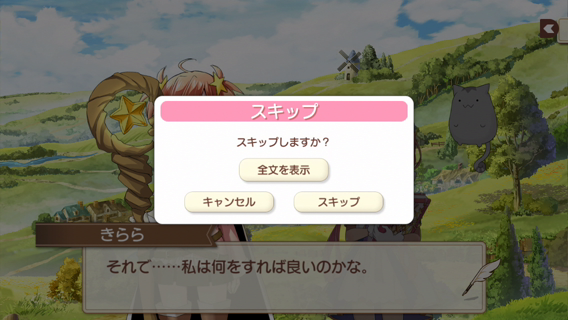 スキップ
スキップしますか？
全文を表示
キャンセル
スキップ
きらら
それで……私は何をすれば良いのかな。